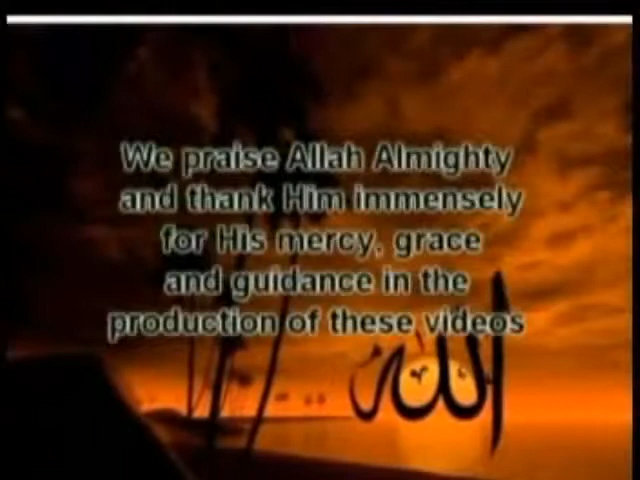 We praise Allah Almighty
and thank Him immensely
for His mercy, grace
and guidance in the
production of these videos
الله